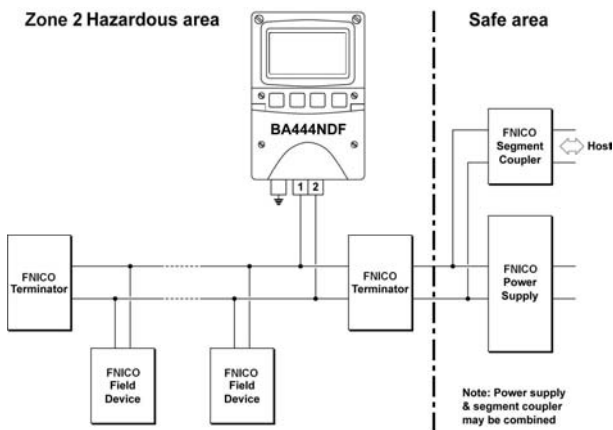 Zone 2 Hazardous area
Safe area
BA444NDF
1 2
FNICO
Segment
Coupler
Host
FNICO
Terminator
FNICO
Terminator
FNICO
Power
Supply
FNICO
Field
Device
FNICO
Field
Device
Note: Power supply
& segment coupler
may be combined